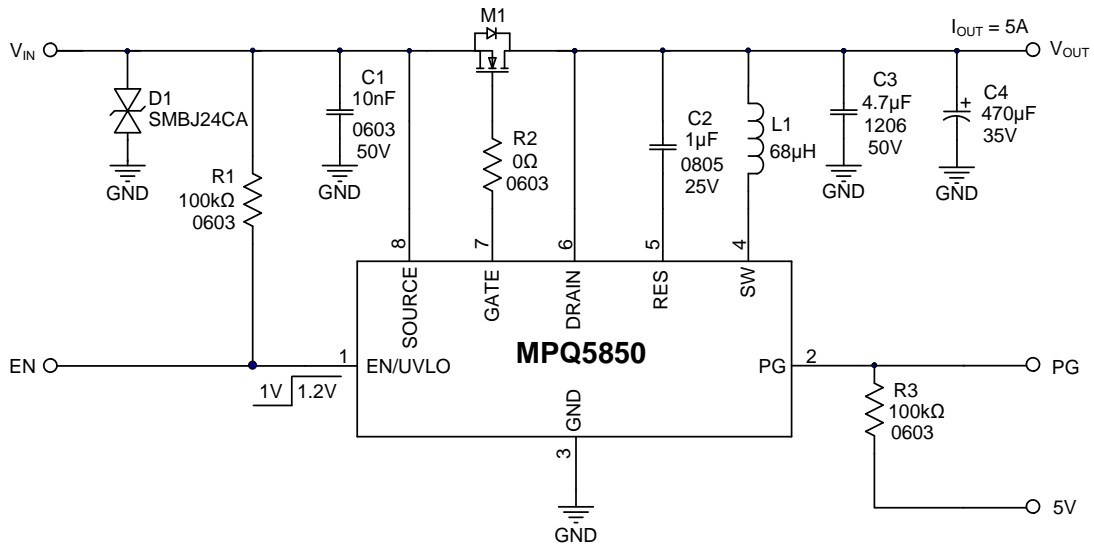 M1
I_OUT = 5A
V_IN
V_OUT
D1
SMBJ24CA
GND
C1
10nF
0603
50V
GND
R2
0Ω
0603
C2
1µF
0805
25V
L1
68µH
C3
4.7µF
1206
50V
GND
C4
470µF
35V
GND
R1
100kΩ
0603
8
7
6
5
4
SOURCE
GATE
DRAIN
RES
SW
MPQ5850
EN
1
EN/UVLO
PG
2
PG
1V
1.2V
R3
100kΩ
0603
GND
3
5V
GND